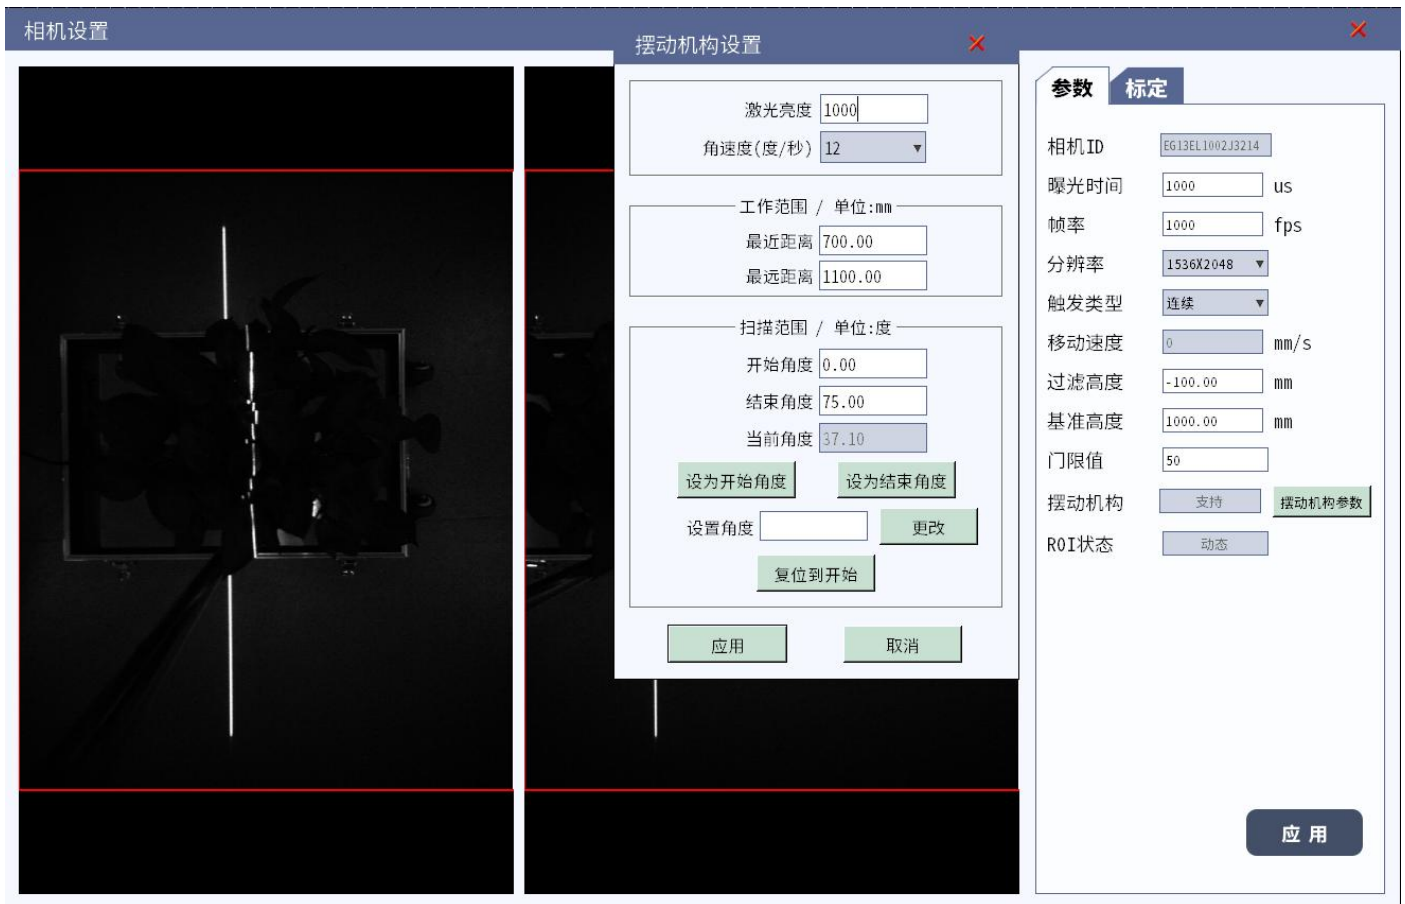 相机设置
摆动机构设置
激光亮度 1000
角速度(度/秒) 12
工作范围 / 单位:mm
最近距离 700.00
最远距离 1100.00
扫描范围 / 单位:度
开始角度 0.00
结束角度 75.00
当前角度 37.10
设为开始角度 设为结束角度
设置角度 更改
复位到开始
应用 取消
参数 标定
相机ID EG13EL1002J3214
曝光时间 1000 us
帧率 1000 fps
分辨率 1536X2048
触发类型 连续
移动速度 0 mm/s
过滤高度 -100.00 mm
基准高度 1000.00 mm
门限值 50
摆动机构 支持 摆动机构参数
ROI状态 动态
应用